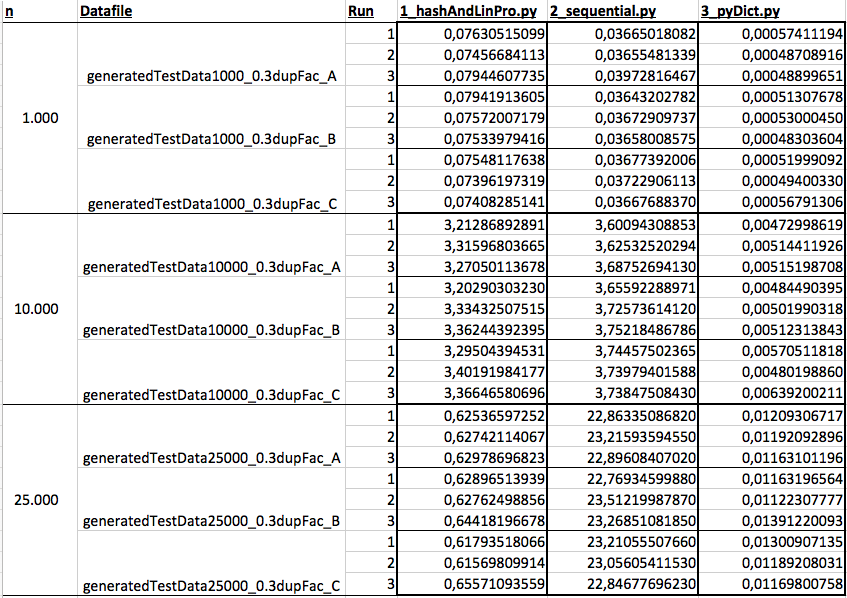 n Datafile Run 1_hashAndLinPro.py 2_sequential.py 3_pyDict.py
1 0,07630515099 0,03665018082 0,00057411194
2 0,07456684113 0,03655481339 0,00048708916
generatedTestData1000_0.3dupFac_A 3 0,07944607735 0,03972816467 0,00048899651
1 0,07941913605 0,03643202782 0,00051307678
1.000 2 0,07572007179 0,03672909737 0,00053000450
generatedTestData1000_0.3dupFac_B 3 0,07533979416 0,03658008575 0,00048303604
1 0,07548117638 0,03677392006 0,00051999092
2 0,07396197319 0,03722906113 0,00049400330
generatedTestData1000_0.3dupFac_C 3 0,07408285141 0,03667688370 0,00056791306
1 3,21286892891 3,60094308853 0,00472998619
2 3,31596803665 3,62532520294 0,00514411926
generatedTestData10000_0.3dupFac_A 3 3,27050113678 3,68752694130 0,00515198708
1 3,20290303230 3,65592288971 0,00484490395
10.000 2 3,33432507515 3,72573614120 0,00501990318
generatedTestData10000_0.3dupFac_B 3 3,36244392395 3,75218486786 0,00512313843
1 3,29504394531 3,74457502365 0,00570511818
2 3,40191984177 3,73979401588 0,00480198860
generatedTestData10000_0.3dupFac_C 3 3,36646580696 3,73847508430 0,00639200211
1 0,62536597252 22,86335086820 0,01209306717
2 0,62742114067 23,21593594550 0,01192092896
generatedTestData25000_0.3dupFac_A 3 0,62978696823 22,89608407020 0,01163101196
1 0,62896513939 22,76934599880 0,01163196564
25.000 2 0,62762498856 23,51219987870 0,01122307777
generatedTestData25000_0.3dupFac_B 3 0,64418196678 23,26851081850 0,01391220093
1 0,61793518066 23,21055507660 0,01300907135
2 0,61569809914 23,05605411530 0,01189208031
generatedTestData25000_0.3dupFac_C 3 0,65571093559 22,84677696230 0,01169800758